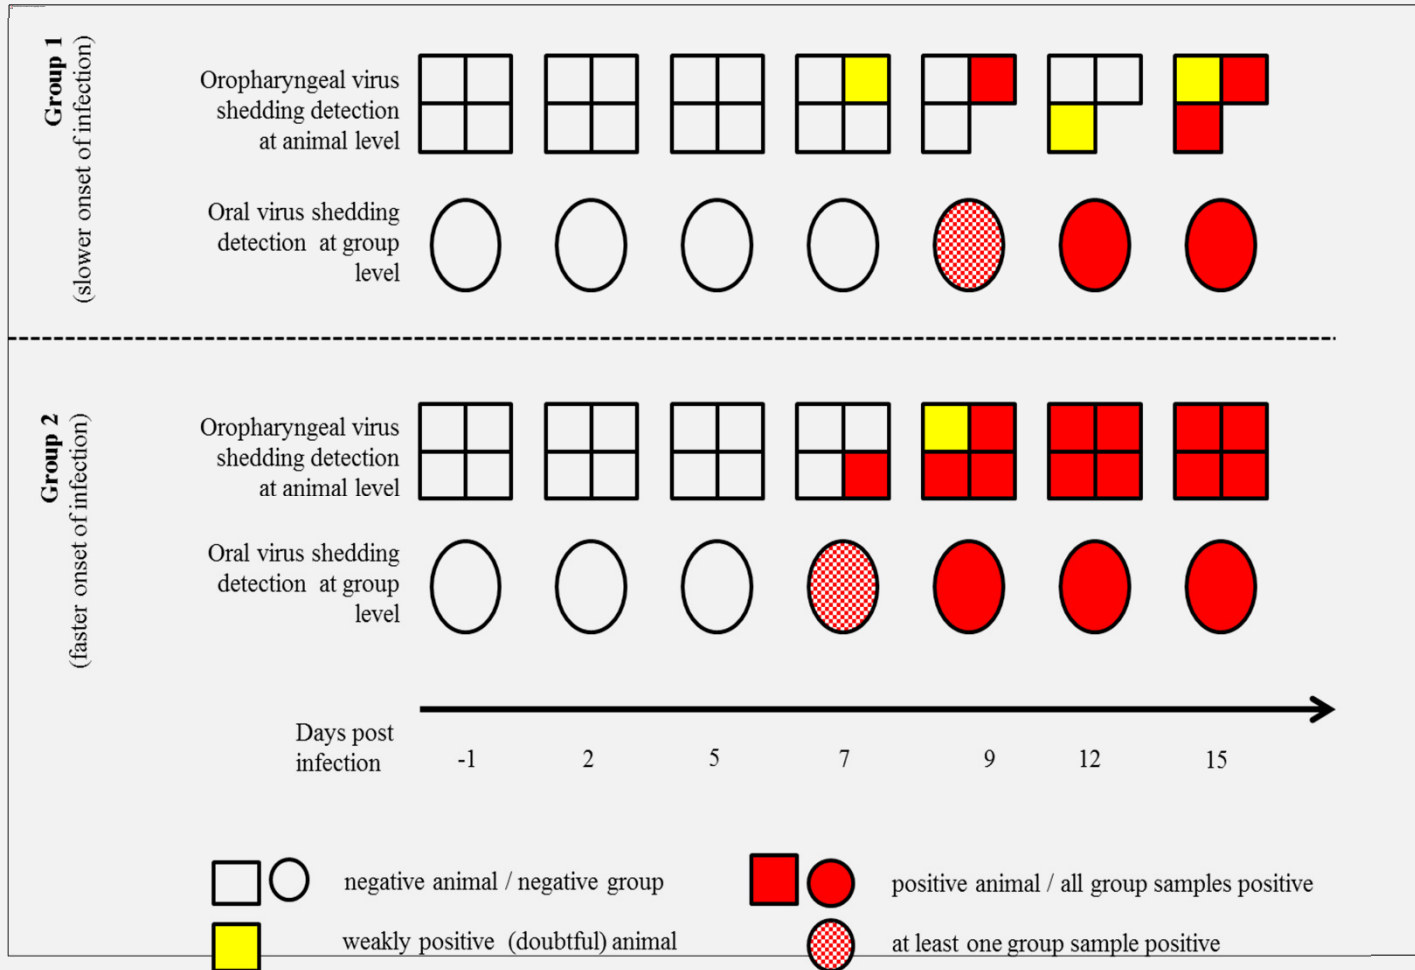 Group 1
(slower onset of infection)
Oropharyngeal virus
shedding detection
at animal level
Oral virus shedding
detection at group
level
Group 2
(faster onset of infection)
Oropharyngeal virus
shedding detection
at animal level
Oral virus shedding
detection at group
level
Days post
infection
-1 2 5 7 9 12 15
negative animal / negative group
positive animal / all group samples positive
weakly positive (doubtful) animal
at least one group sample positive